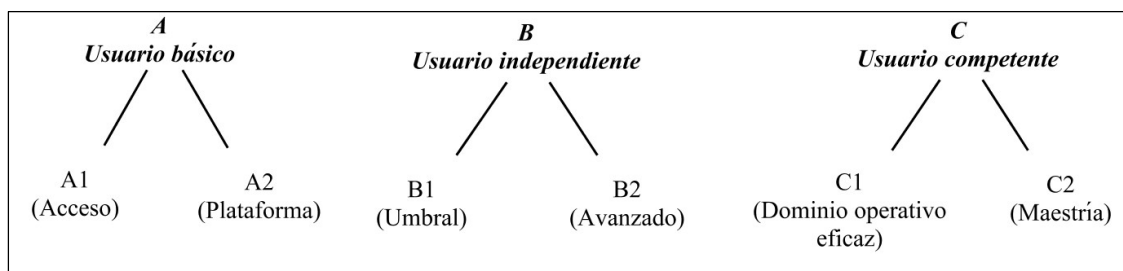 A
Usuario básico
B
Usuario independiente
C
Usuario competente
A1
(Acceso)
A2
(Plataforma)
B1
(Umbral)
B2
(Avanzado)
C1
(Dominio operativo
eficaz)
C2
(Maestría)